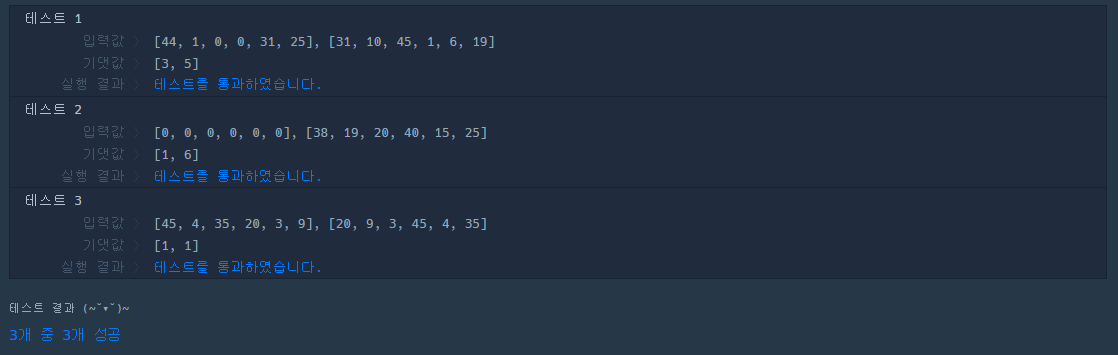 테스트 1
입력값 > [44, 1, 0, 0, 31, 25], [31, 10, 45, 1, 6, 19]
기댓값 > [3, 5]
실행 결과 > 테스트를 통과하였습니다.
테스트 2
입력값 > [0, 0, 0, 0, 0, 0], [38, 19, 20, 40, 15, 25]
기댓값 > [1, 6]
실행 결과 > 테스트를 통과하였습니다.
테스트 3
입력값 > [45, 4, 35, 20, 3, 9], [20, 9, 3, 45, 4, 35]
기댓값 > [1, 1]
실행 결과 > 테스트를 통과하였습니다.
테스트 결과 (~˘▾˘)~
3개 중 3개 성공